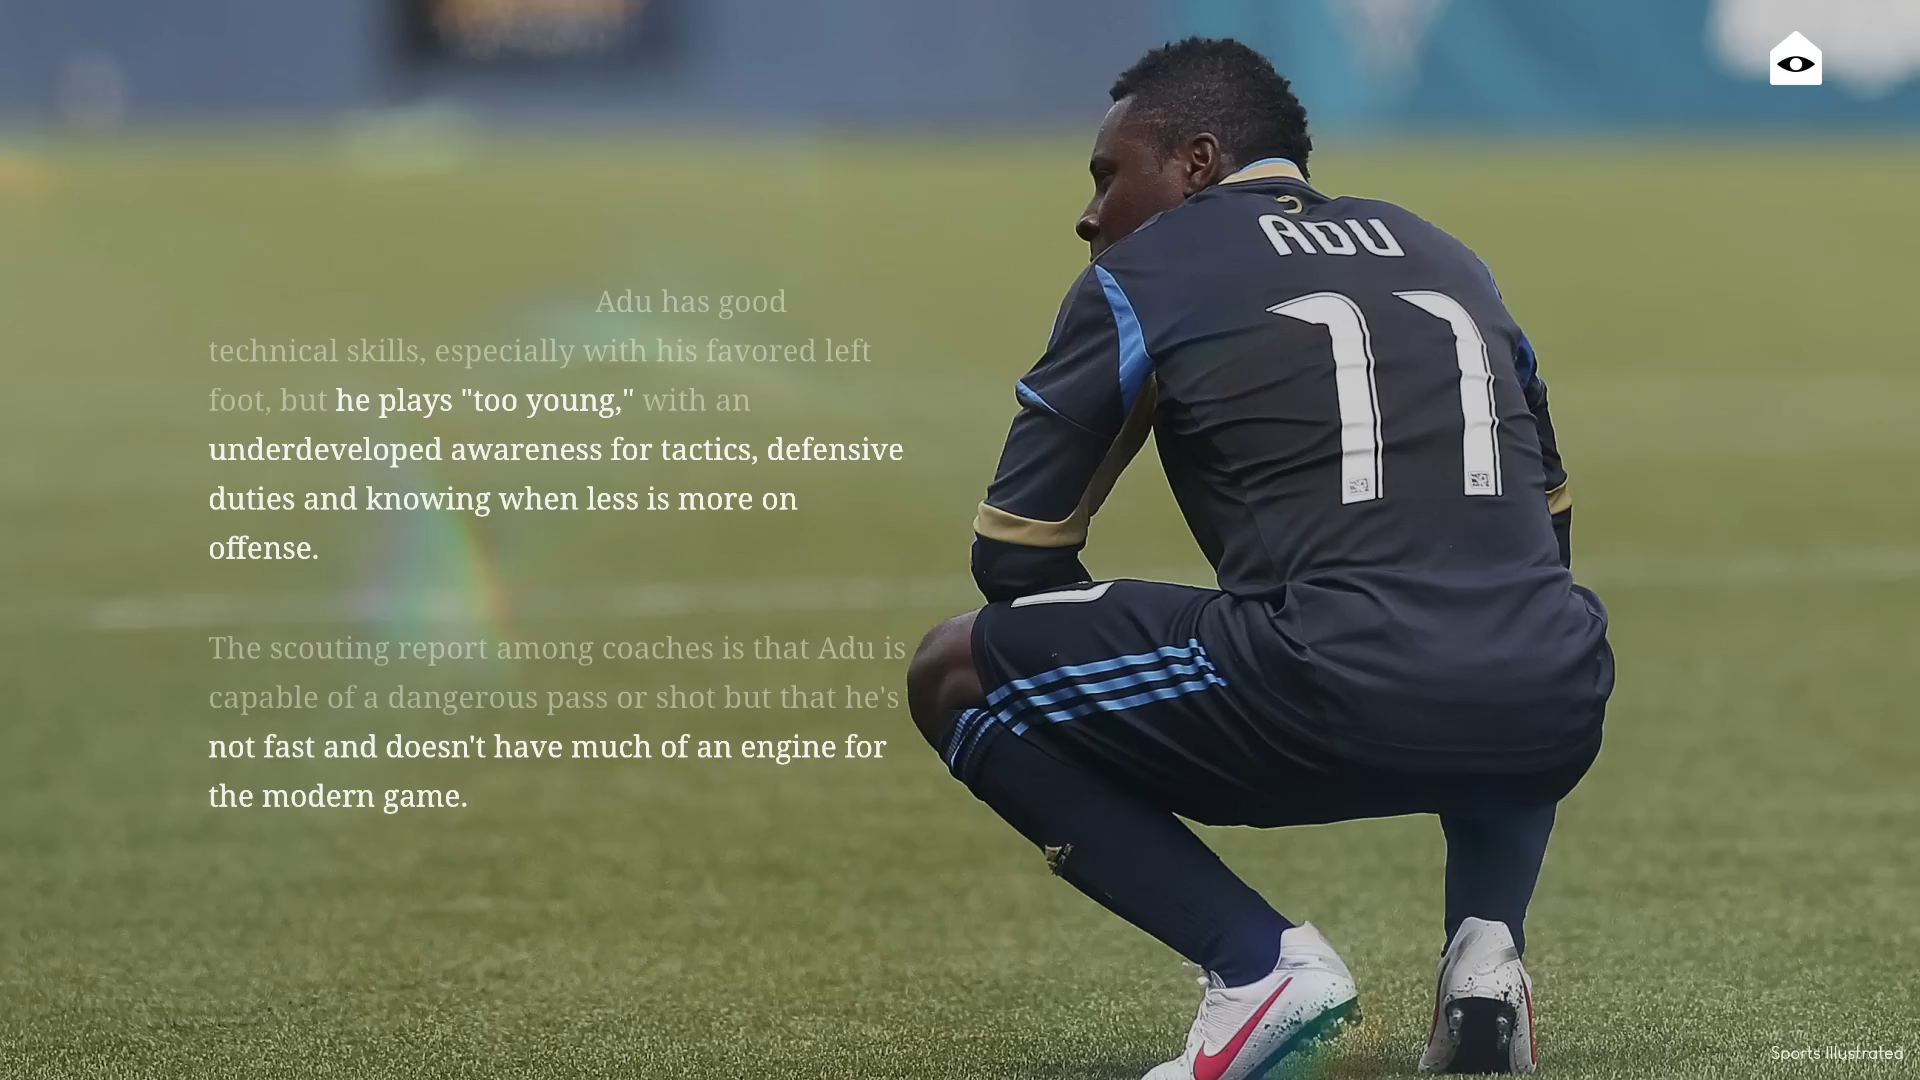 Adu has good
technical skills, especially with his favored left
foot, but he plays "too young," with an
underdeveloped awareness for tactics, defensive
duties and knowing when less is more on
offense.
The scouting report among coaches is that Adu is
capable of a dangerous pass or shot but that he's
not fast and doesn't have much of an engine for
the modern game.
ADU
11
Sports Illustrated